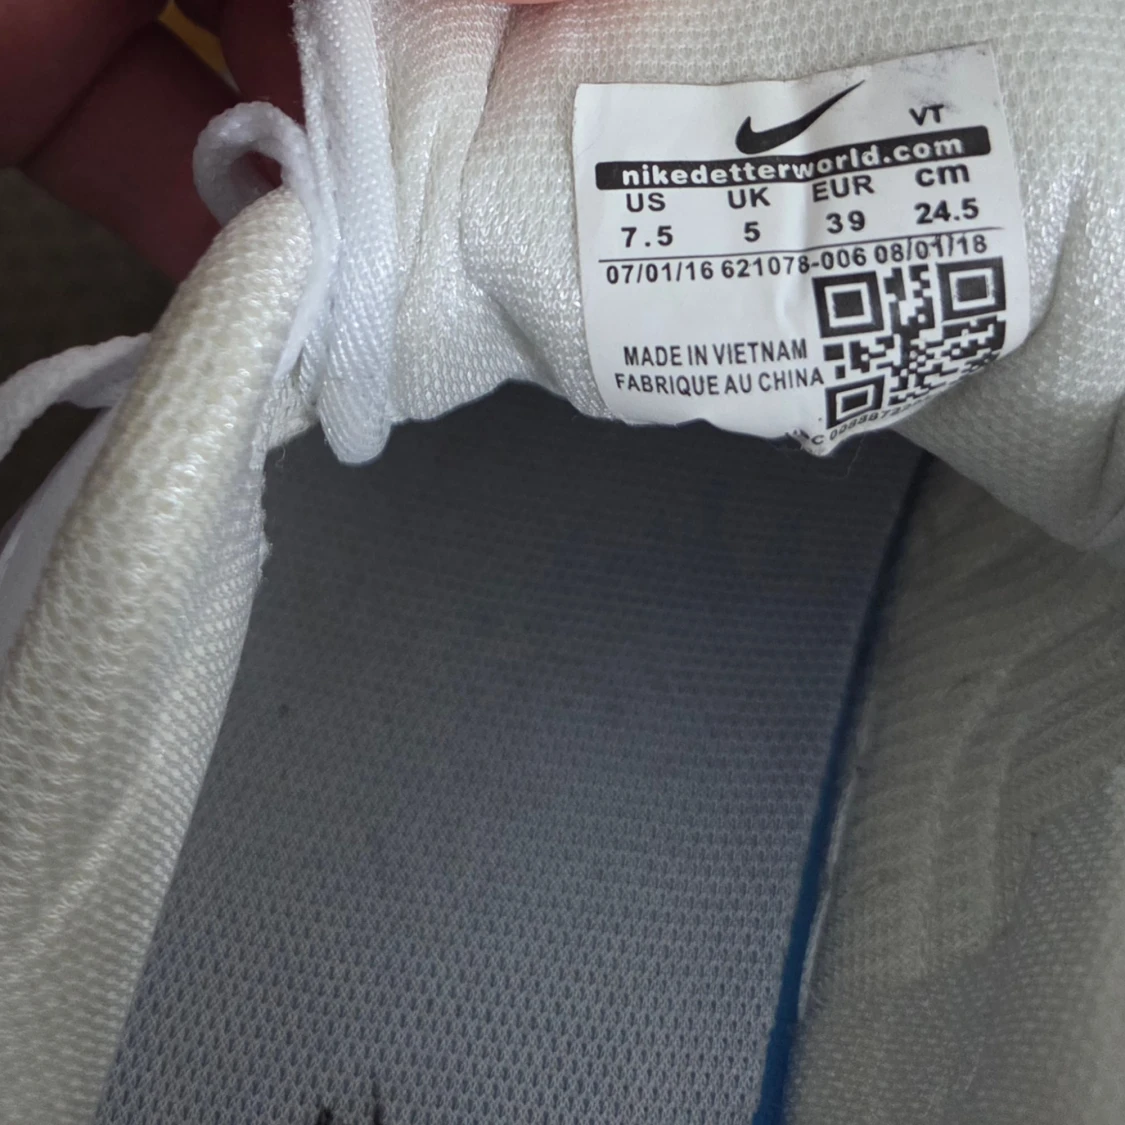 VT
nikedetterworld.com
US UK EUR cm
7.5 5 39 24.5
07/01/16 621078-006 08/01/18
MADE IN VIETNAM
FABRIQUE AU CHINA